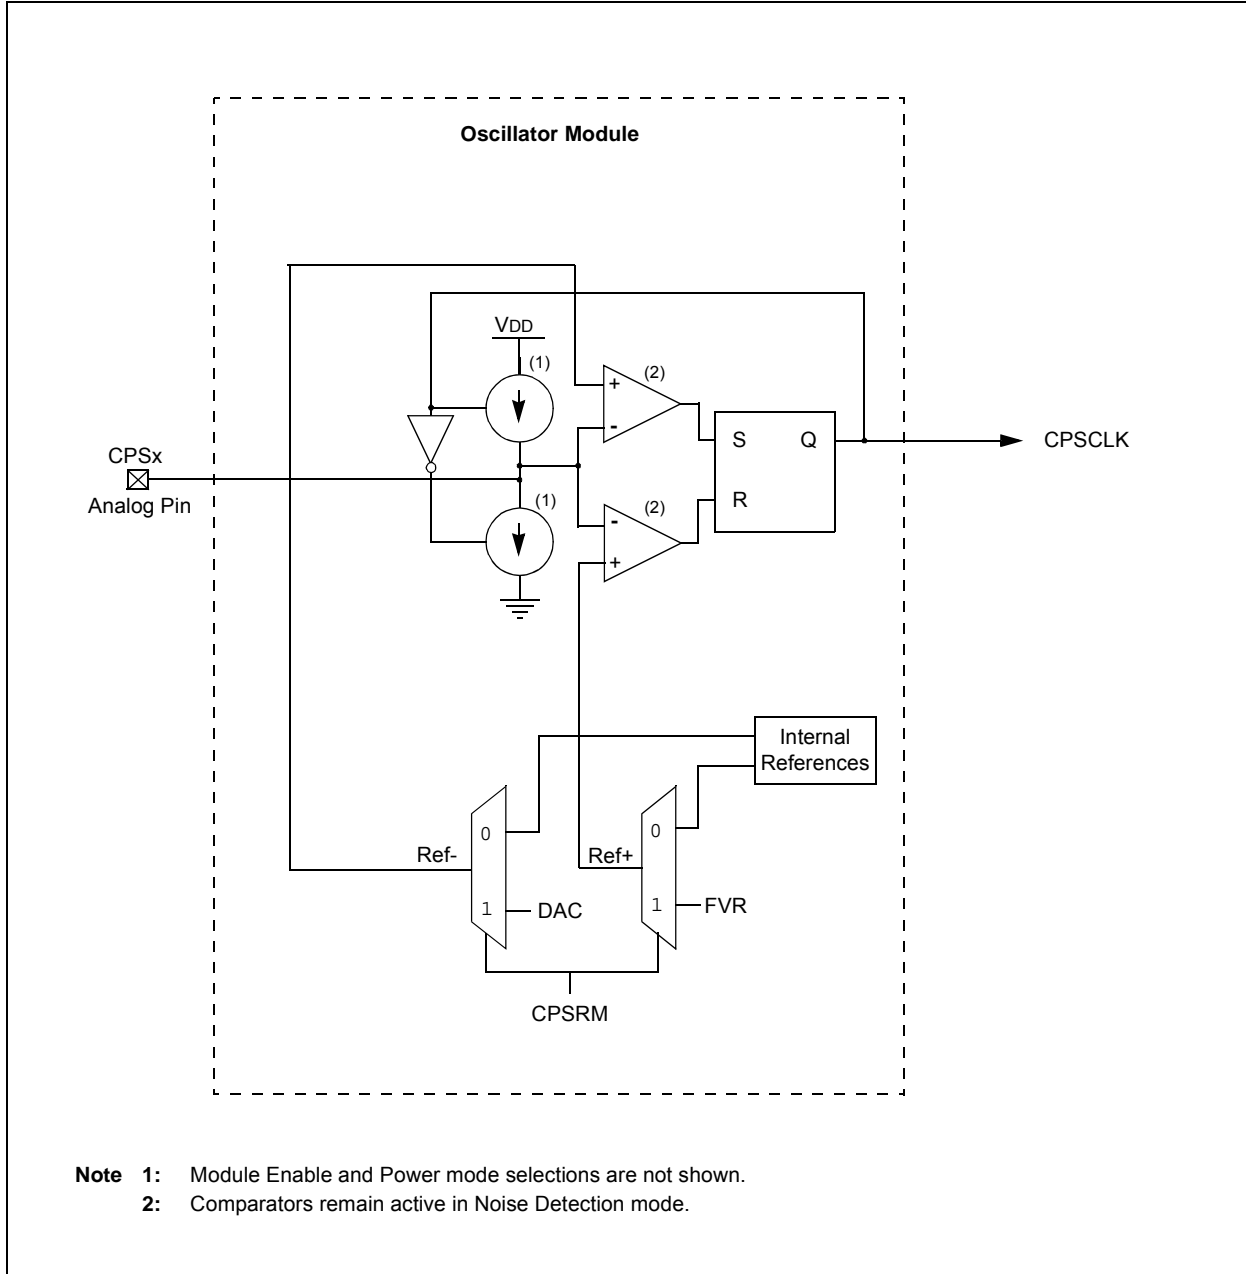 Oscillator Module
VDD
(1)
(2)
+
-
S Q
CPSCLK
CPSx
Analog Pin
(1)
(2)
R
-
+
Internal
References
0
0
Ref-
Ref+
1
DAC
1
FVR
CPSRM
Note 1: Module Enable and Power mode selections are not shown.
2: Comparators remain active in Noise Detection mode.